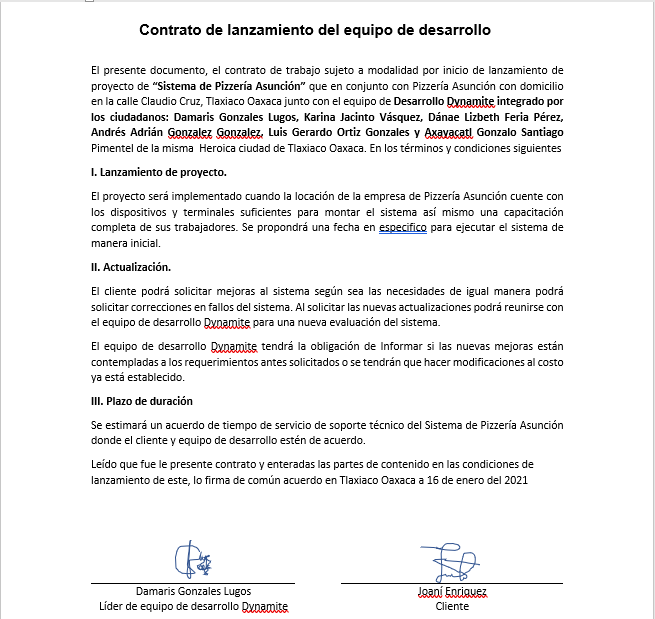 Contrato de lanzamiento del equipo de desarrollo
El presente documento, el contrato de trabajo sujeto a modalidad por inicio de lanzamiento de
proyecto de “Sistema de Pizzería Asunción” que en conjunto con Pizzería Asunción con domicilio
en la calle Claudio Cruz, Tlaxiaco Oaxaca junto con el equipo de Desarrollo Dynamite integrado por
los ciudadanos: Damaris Gonzales Lugos, Karina Jacinto Vásquez, Dánae Lizbeth Feria Pérez,
Andrés Adrián Gonzalez Gonzalez, Luis Gerardo Ortiz Gonzales y Axayacatl Gonzalo Santiago
Pimentel de la misma Heroica ciudad de Tlaxiaco Oaxaca. En los términos y condiciones siguientes
I. Lanzamiento de proyecto.
El proyecto será implementado cuando la locación de la empresa de Pizzería Asunción cuente con
los dispositivos y terminales suficientes para montar el sistema así mismo una capacitación
completa de sus trabajadores. Se propondrá una fecha en especifico para ejecutar el sistema de
manera inicial.
II. Actualización.
El cliente podrá solicitar mejoras al sistema según sea las necesidades de igual manera podrá
solicitar correcciones en fallos del sistema. Al solicitar las nuevas actualizaciones podrá reunirse con
el equipo de desarrollo Dynamite para una nueva evaluación del sistema.
El equipo de desarrollo Dynamite tendrá la obligación de Informar si las nuevas mejoras están
contempladas a los requerimientos antes solicitados o se tendrán que hacer modificaciones al costo
ya está establecido.
III. Plazo de duración
Se estimará un acuerdo de tiempo de servicio de soporte técnico del Sistema de Pizzería Asunción
donde el cliente y equipo de desarrollo estén de acuerdo.
Leído que fue le presente contrato y enteradas las partes de contenido en las condiciones de
lanzamiento de este, lo firma de común acuerdo en Tlaxiaco Oaxaca a 16 de enero del 2021
Damaris Gonzales Lugos
Líder de equipo de desarrollo Dynamite
Joaní Enriquez
Cliente